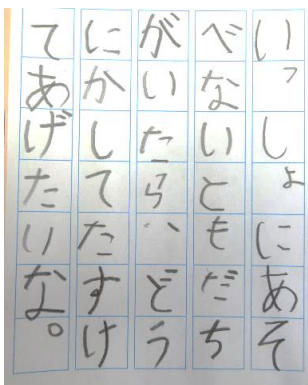 いっしょにあそ
べないともだち
がいたら、どう
にかしてたすけ
てあげたいな。